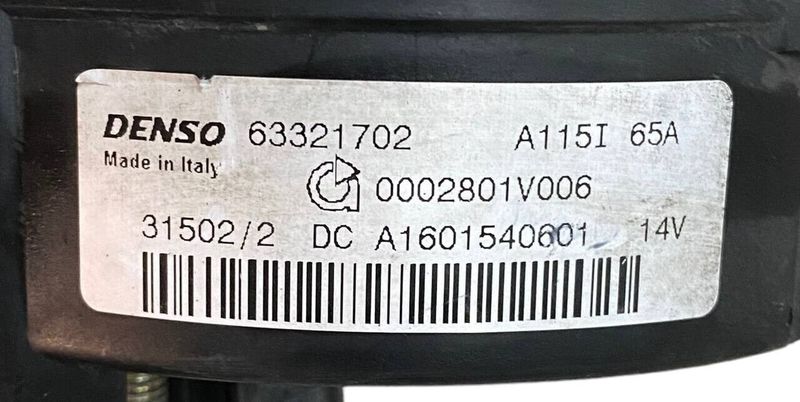 DENSO 63321702 A115I 65A
Made in Italy
0002801V006
31502/2 DC A1601540601 14V